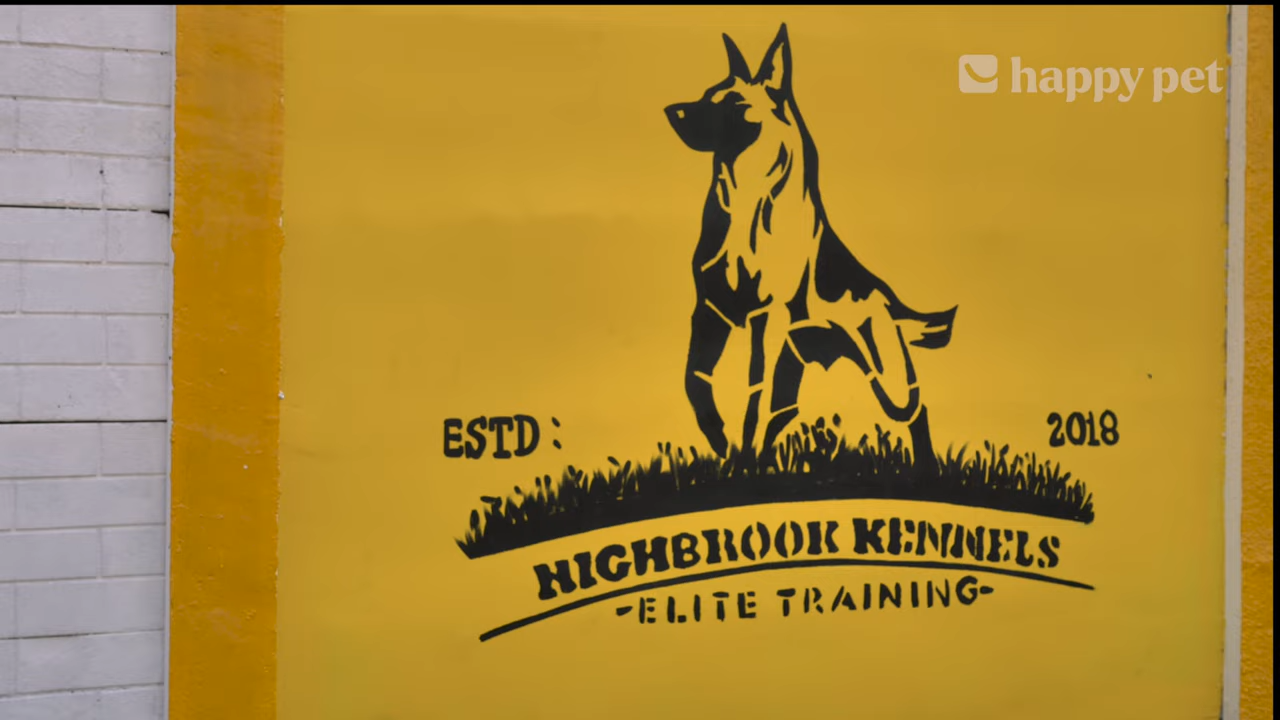 happy pet
ESTD: 2018
HIGHBROOK KENNELS
-ELITE TRAINING-